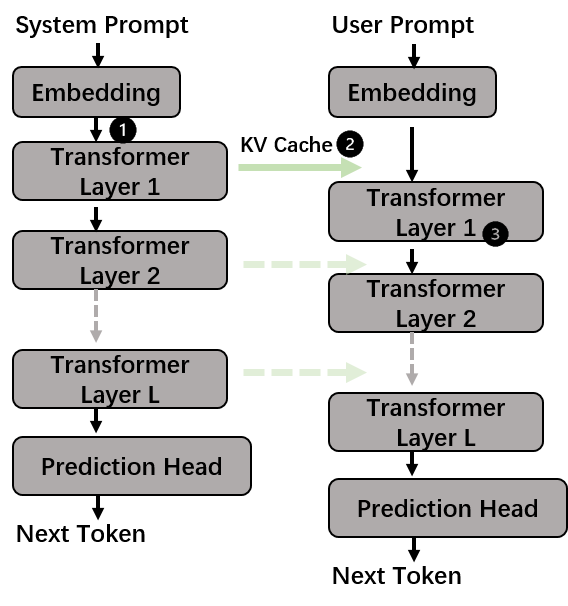 System Prompt
Embedding
1
Transformer
Layer 1
Transformer
Layer 2
Transformer
Layer L
Prediction Head
Next Token
KV Cache 2
User Prompt
Embedding
Transformer
Layer 1 3
Transformer
Layer 2
Transformer
Layer L
Prediction Head
Next Token